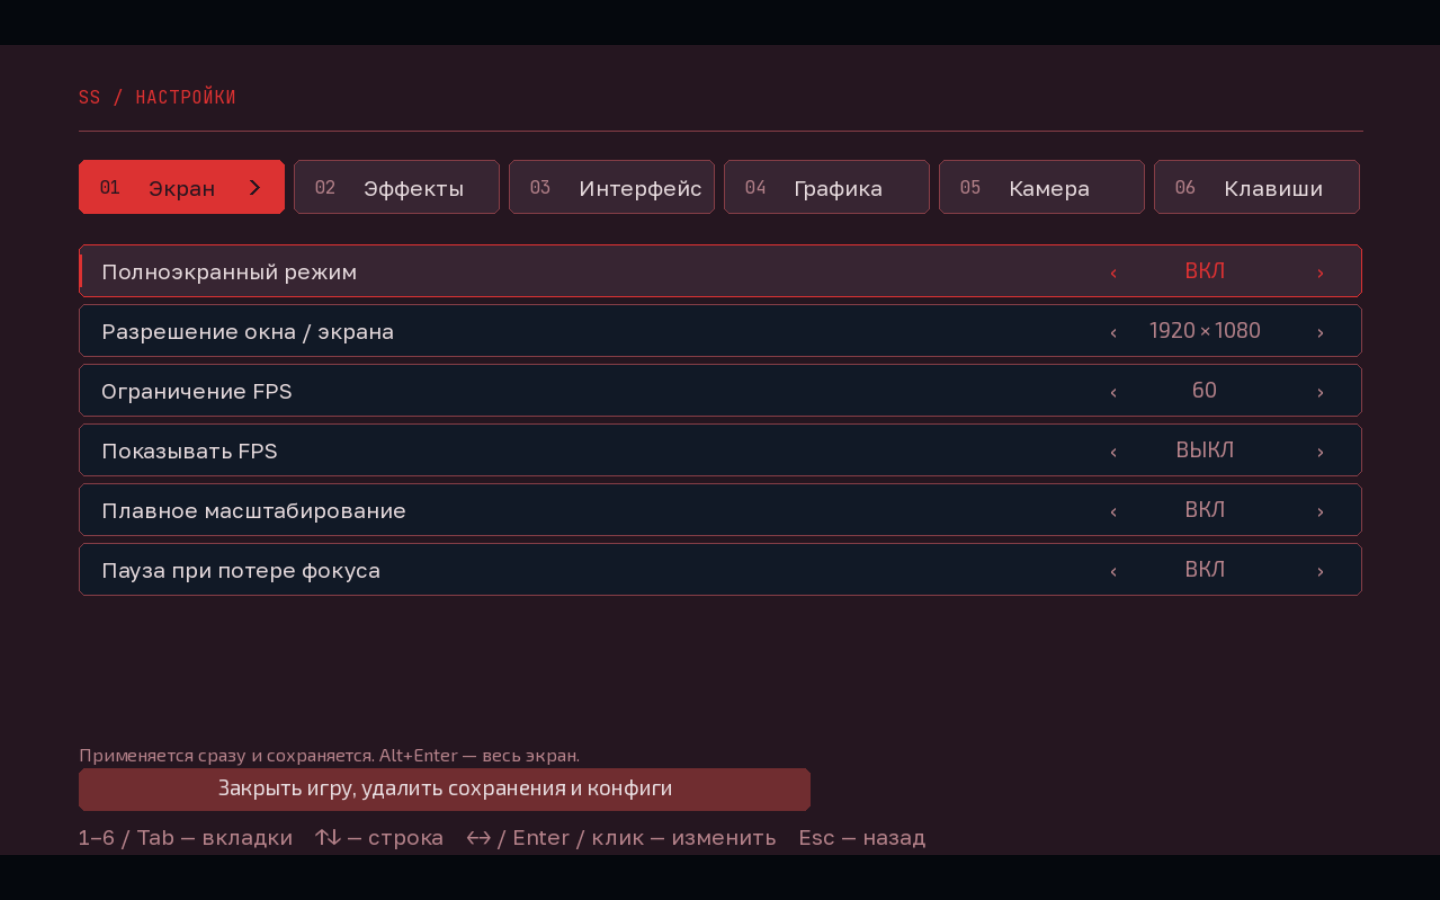 SS / НАСТРОЙКИ
01 Экран > 02 Эффекты 03 Интерфейс 04 Графика 05 Камера 06 Клавиши
Полноэкранный режим ‹ ВКЛ ›
Разрешение окна / экрана ‹ 1920 × 1080 ›
Ограничение FPS ‹ 60 ›
Показывать FPS ‹ ВЫКЛ ›
Плавное масштабирование ‹ ВКЛ ›
Пауза при потере фокуса ‹ ВКЛ ›
Применяется сразу и сохраняется. Alt+Enter — весь экран.
Закрыть игру, удалить сохранения и конфиги
1–6 / Tab — вкладки ↑↓ — строка ↔ / Enter / клик — изменить Esc — назад